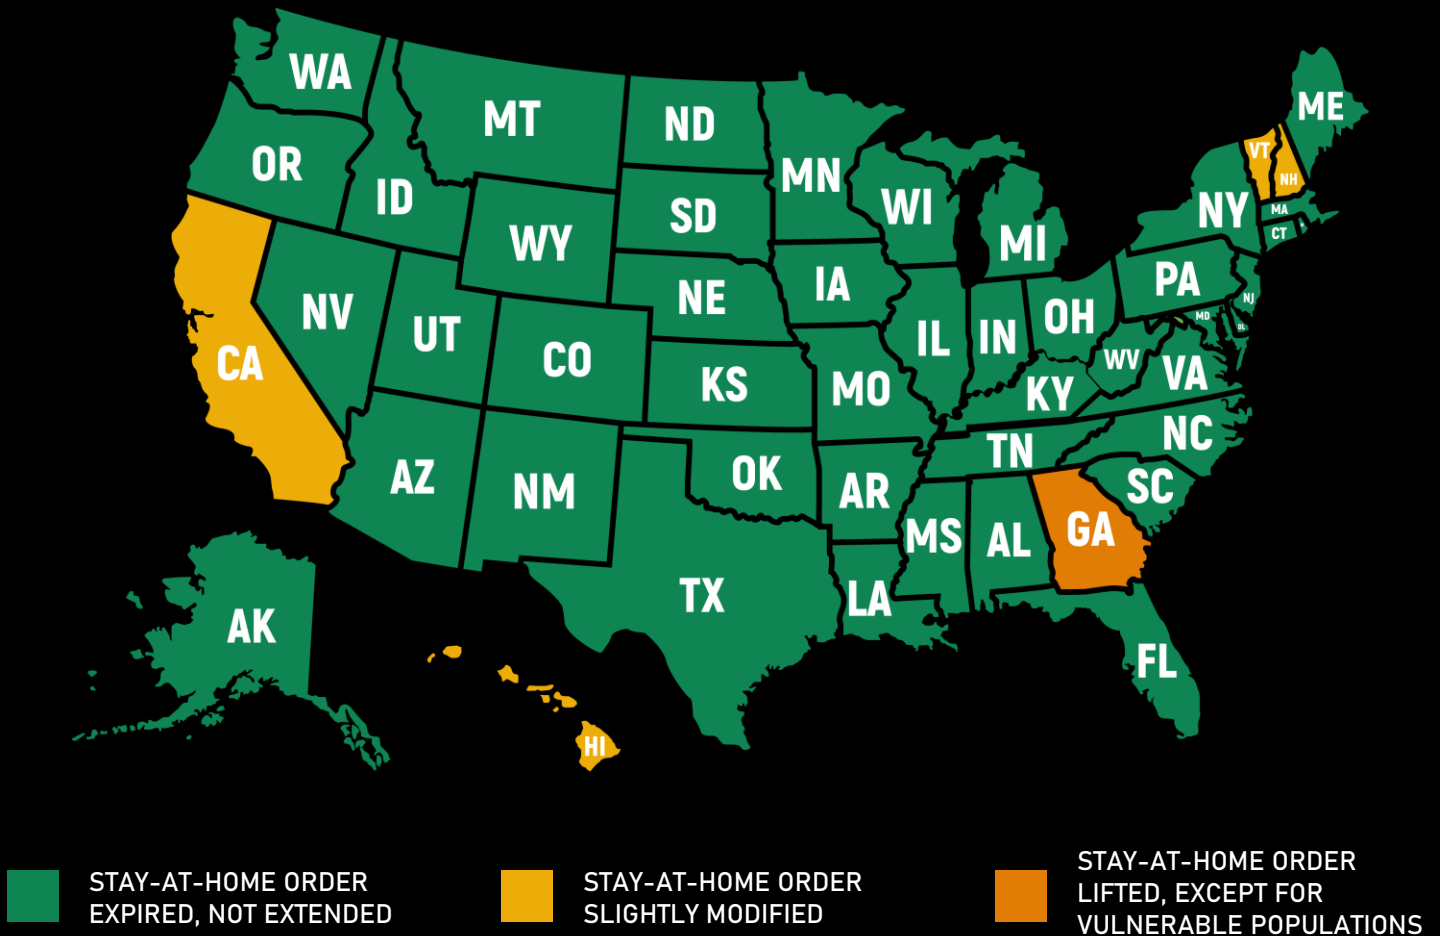 WA
MT
ND
ME
OR
ID
MN
VT
NH
WI
NY
MA
SD
CT
WY
MI
PA
NE
IA
NJ
NV
UT
OH
MD
DL
IL
IN
CO
WV
CA
KS
MO
VA
KY
NC
TN
AZ
OK
NM
AR
SC
GA
MS
AL
TX
LA
AK
FL
HI
STAY-AT-HOME ORDER
EXPIRED, NOT EXTENDED
STAY-AT-HOME ORDER
SLIGHTLY MODIFIED
STAY-AT-HOME ORDER
LIFTED, EXCEPT FOR
VULNERABLE POPULATIONS